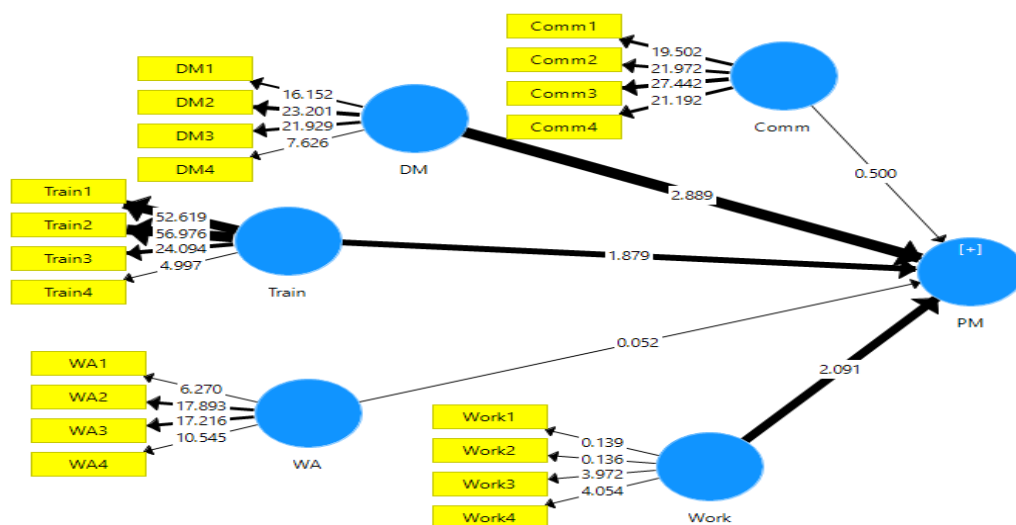 Comm1
Comm2
Comm3
Comm4
19.502
21.972
27.442
21.192
Comm
0.500
DM1
DM2
DM3
DM4
16.152
23.201
21.929
7.626
DM
2.889
Train1
Train2
Train3
Train4
52.619
56.976
24.094
4.997
Train
1.879
[+]
PM
WA1
WA2
WA3
WA4
6.270
17.893
17.216
10.545
WA
0.052
Work1
Work2
Work3
Work4
0.139
0.136
3.972
4.054
Work
2.091